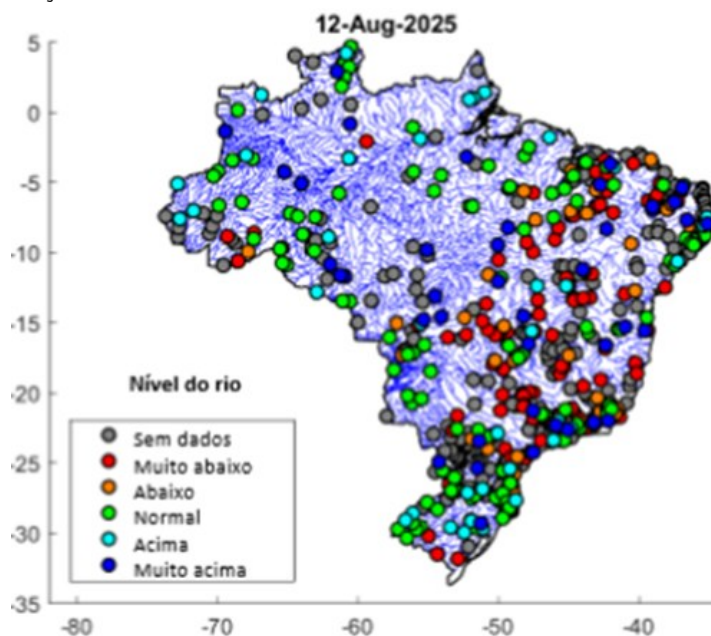 12-Aug-2025
5
0
-5
-10
-15
-20
-25
-30
-35
Nível do rio
Sem dados
Muito abaixo
Abaixo
Normal
Acima
Muito acima
-80
-70
-60
-50
-40